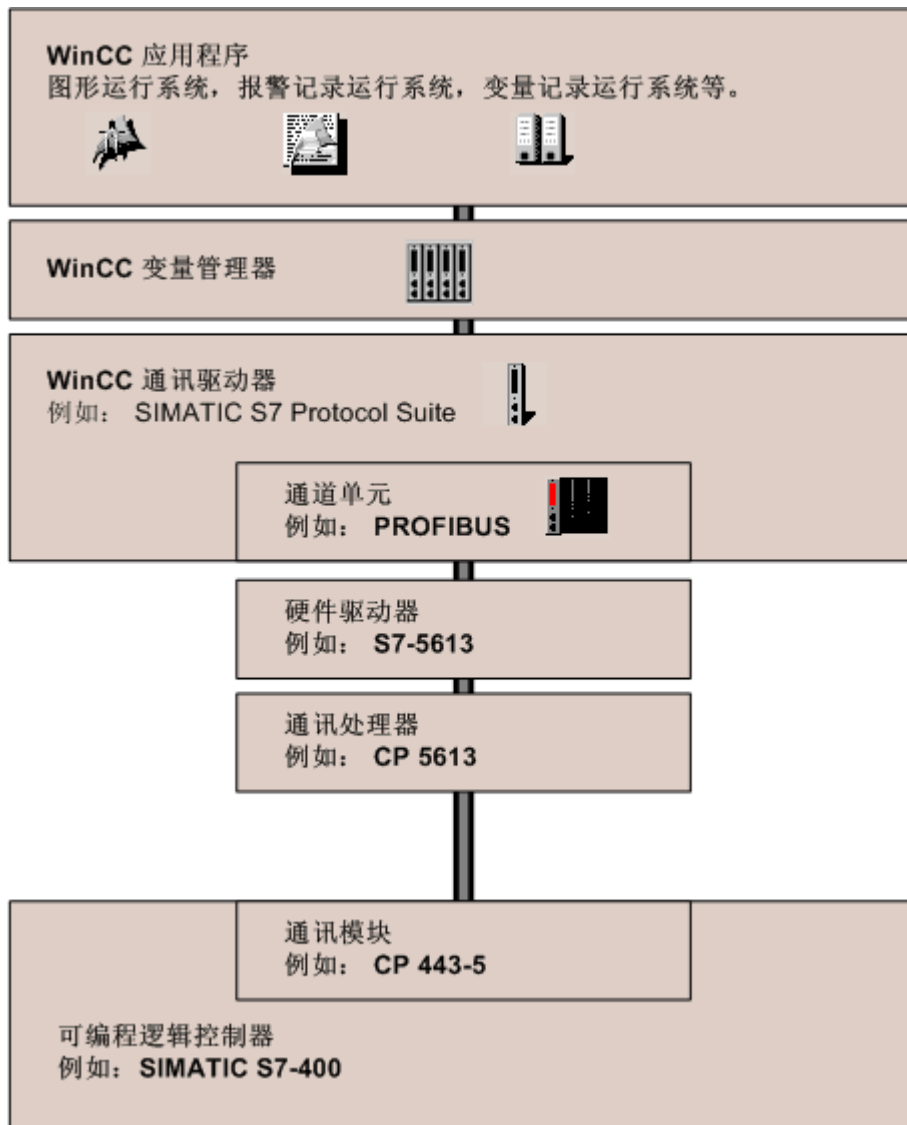 WinCC 应用程序
图形运行系统，报警记录运行系统，变量记录运行系统等。
WinCC 变量管理器
WinCC 通讯驱动器
例如： SIMATIC S7 Protocol Suite
通道单元
例如： PROFIBUS
硬件驱动器
例如： S7-5613
通讯处理器
例如： CP 5613
通讯模块
例如： CP 443-5
可编程逻辑控制器
例如：SIMATIC S7-400